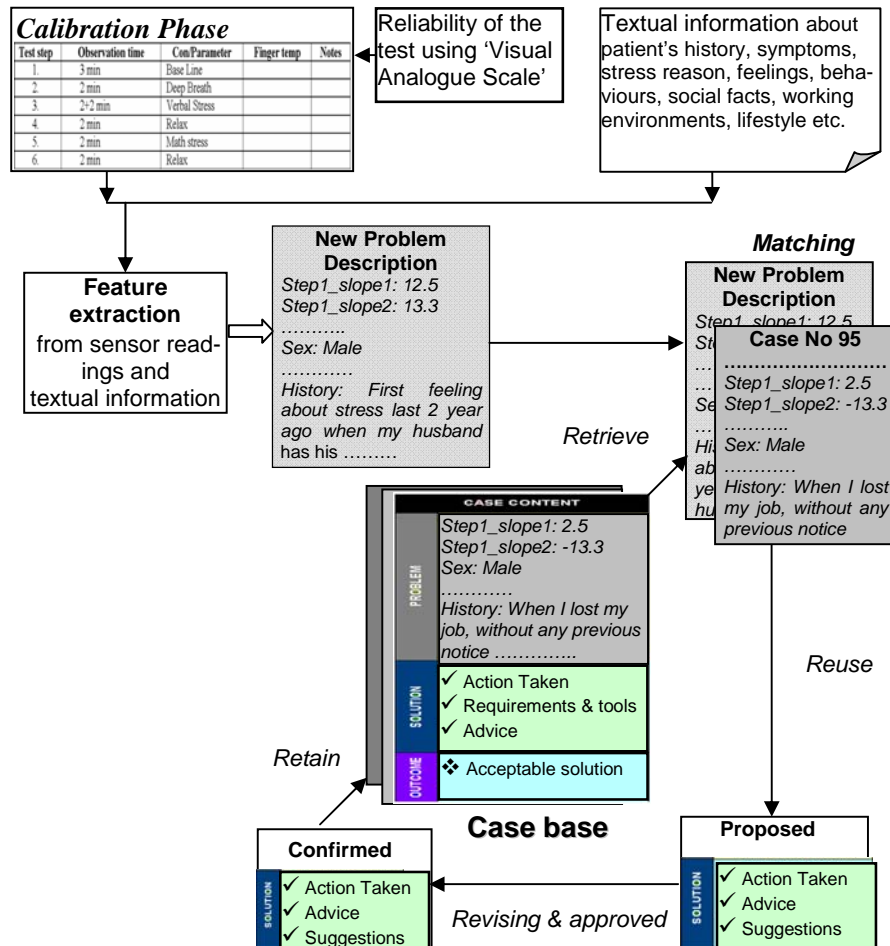 Calibration Phase
Test step Observation time Con/Parameter Finger temp Notes
1. 3 min Base Line
2. 2 min Deep Breath
3. 2+2 min Verbal Stress
4. 2 min Relax
5. 2 min Math stress
6. 2 min Relax
Reliability of the
test using ‘Visual
Analogue Scale’
Textual information about
patient’s history, symptoms,
stress reason, feelings, beha-
viours, social facts, working
environments, lifestyle etc.
Feature
extraction
from sensor read-
ings and
textual information
New Problem
Description
Step1_slope1: 12.5
Step1_slope2: 13.3
………..
Sex: Male
…………
History: First feeling
about stress last 2 year
ago when my husband
has his ………
Matching
New Problem
Description
Step1_slope1: 12.5
St
….
….
Se
….
Hi
ab
ye
hu
Case No 95
………………………
Step1_slope1: 2.5
Step1_slope2: -13.3
………..
Sex: Male
…………
History: When I lost
my job, without any
previous notice
Retrieve
CASE CONTENT
PROBLEM
Step1_slope1: 2.5
Step1_slope2: -13.3
Sex: Male
…………
History: When I lost my
job, without any previous
notice …………..
SOLUTION
✓ Action Taken
✓ Requirements & tools
✓ Advice
OUTCOME
❖ Acceptable solution
Case base
Reuse
Retain
Proposed
SOLUTION
✓ Action Taken
✓ Advice
✓ Suggestions
Revising & approved
Confirmed
SOLUTION
✓ Action Taken
✓ Advice
✓ Suggestions